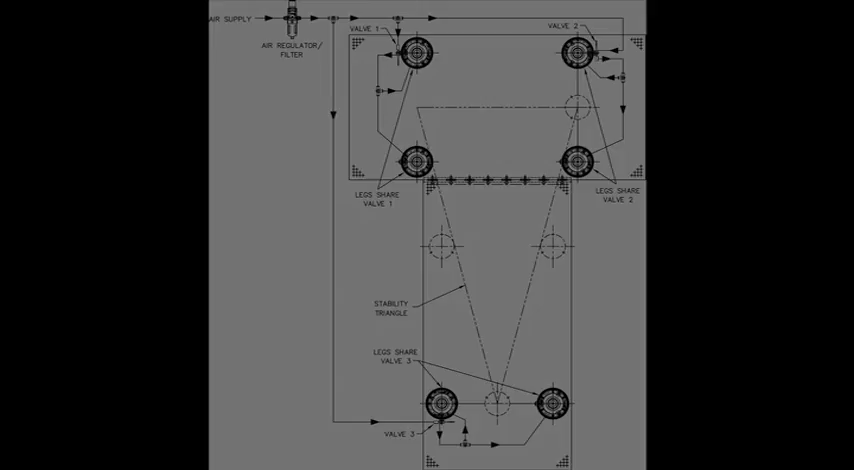 AIR SUPPLY
AIR REGULATOR/
FILTER
VALVE 1
VALVE 2
LEGS SHARE
VALVE 1
LEGS SHARE
VALVE 2
STABILITY
TRIANGLE
LEGS SHARE
VALVE 3
VALVE 3